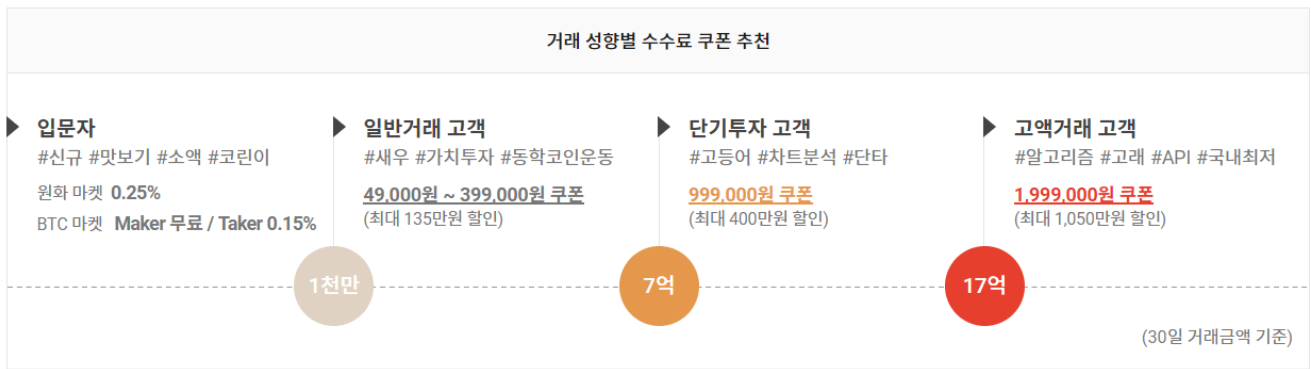 거래 성향별 수수료 쿠폰 추천
입문자
#신규 #맛보기 #소액 #코린이
원화 마켓 0.25%
BTC 마켓 Maker 무료 / Taker 0.15%
일반거래 고객
#새우 #가치투자 #동학코인운동
49,000원 ~ 399,000원 쿠폰
(최대 135만원 할인)
단기투자 고객
#고등어 #차트분석 #단타
999,000원 쿠폰
(최대 400만원 할인)
고액거래 고객
#알고리즘 #고래 #API #국내최저
1,999,000원 쿠폰
(최대 1,050만원 할인)
1천만
7억
17억
(30일 거래금액 기준)